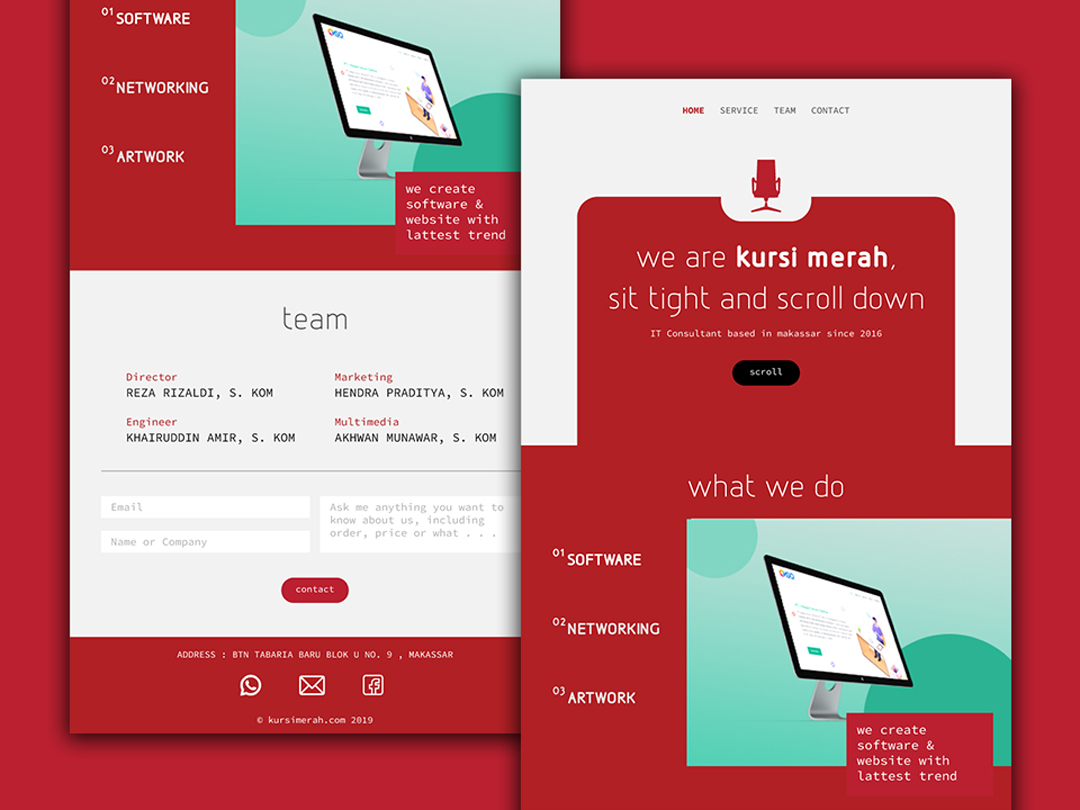 01 SOFTWARE
02 NETWORKING
03 ARTWORK
we create
software &
website with
lattest trend
team
Director
REZA RIZALDI, S. KOM
Marketing
HENDRA PRADITYA, S. KOM
Engineer
KHAIRUDDIN AMIR, S. KOM
Multimedia
AKHWAN MUNAWAR, S. KOM
Email
Name or Company
Ask me anything you want to
know about us, including
order, price or what . . .
contact
ADDRESS : BTN TABARIA BARU BLOK U NO. 9 , MAKASSAR
© kursimerah.com 2019
HOME SERVICE TEAM CONTACT
we are kursi merah,
sit tight and scroll down
IT Consultant based in makassar since 2016
scroll
what we do
01 SOFTWARE
02 NETWORKING
03 ARTWORK
we create
software &
website with
lattest trend